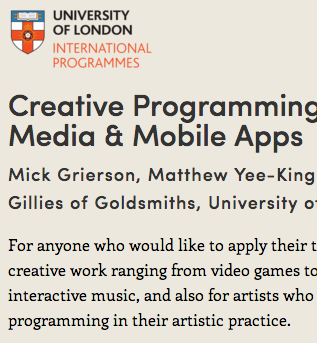 UNIVERSITY
OF LONDON
INTERNATIONAL
PROGRAMMES
Creative Programming
Media & Mobile Apps
Mick Grierson, Matthew Yee-King
Gillies of Goldsmiths, University
For anyone who would like to apply their
creative work ranging from video games to
interactive music, and also for artists who
programming in their artistic practice.